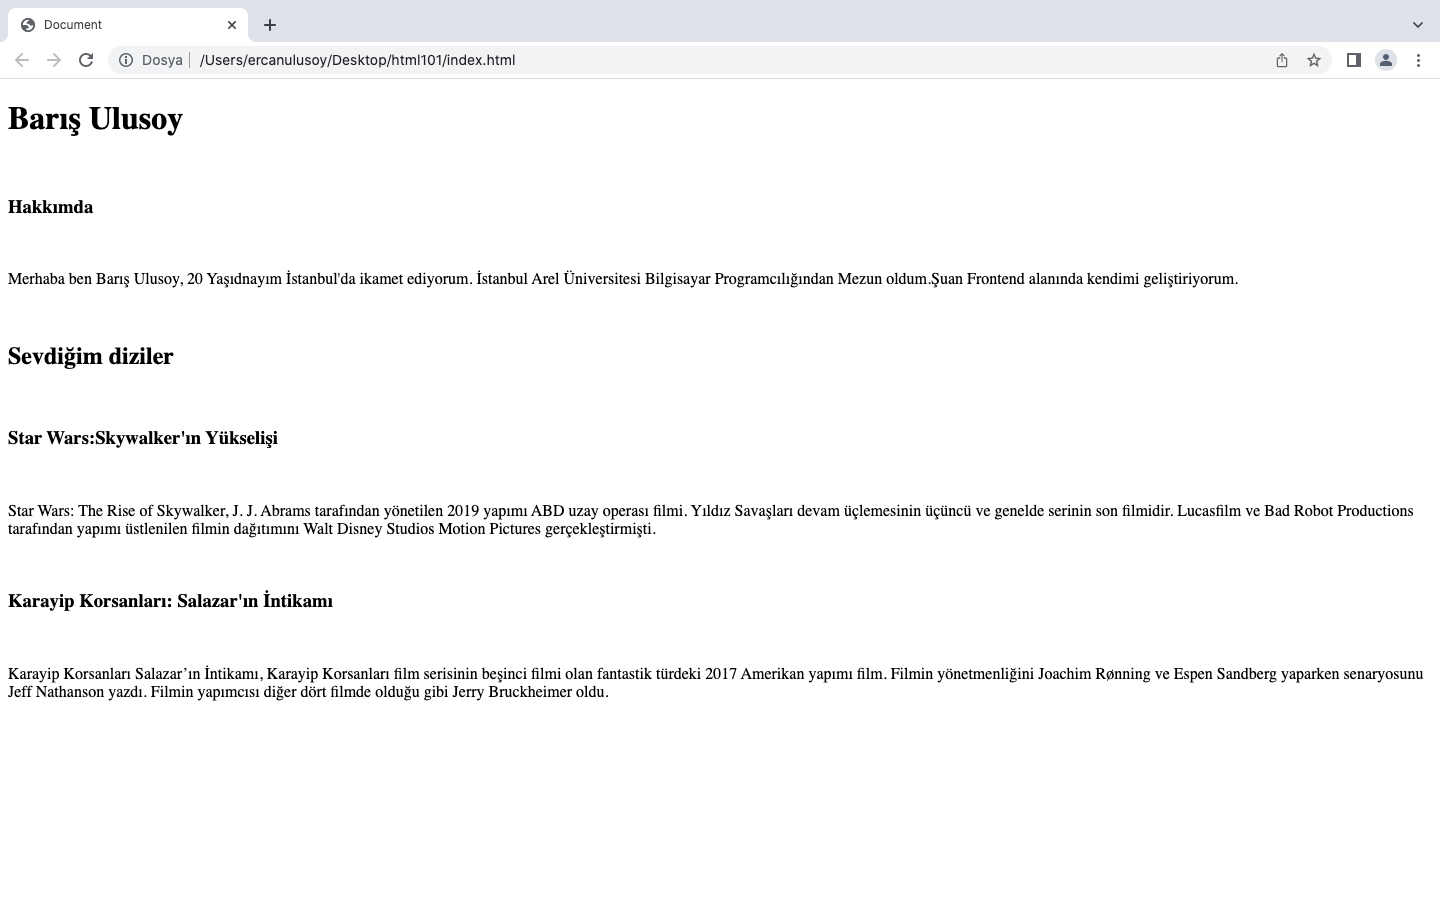 Document
Dosya /Users/ercanulusoy/Desktop/html101/index.html
Barış Ulusoy
Hakkımda
Merhaba ben Barış Ulusoy, 20 Yaşıdnayım İstanbul'da ikamet ediyorum. İstanbul Arel Üniversitesi Bilgisayar Programcılığından Mezun oldum.Şuan Frontend alanında kendimi geliştiriyorum.
Sevdiğim diziler
Star Wars:Skywalker'ın Yükselişi
Star Wars: The Rise of Skywalker, J. J. Abrams tarafından yönetilen 2019 yapımı ABD uzay operası filmi. Yıldız Savaşları devam üçlemesinin üçüncü ve genelde serinin son filmidir. Lucasfilm ve Bad Robot Productions
tarafından yapımı üstlenilen filmin dağıtımını Walt Disney Studios Motion Pictures gerçekleştirmişti.
Karayip Korsanları: Salazar'ın İntikamı
Karayip Korsanları Salazar’ın İntikamı, Karayip Korsanları film serisinin beşinci filmi olan fantastik türdeki 2017 Amerikan yapımı film. Filmin yönetmenliğini Joachim Rønning ve Espen Sandberg yaparken senaryosunu
Jeff Nathanson yazdı. Filmin yapımcısı diğer dört filmde olduğu gibi Jerry Bruckheimer oldu.